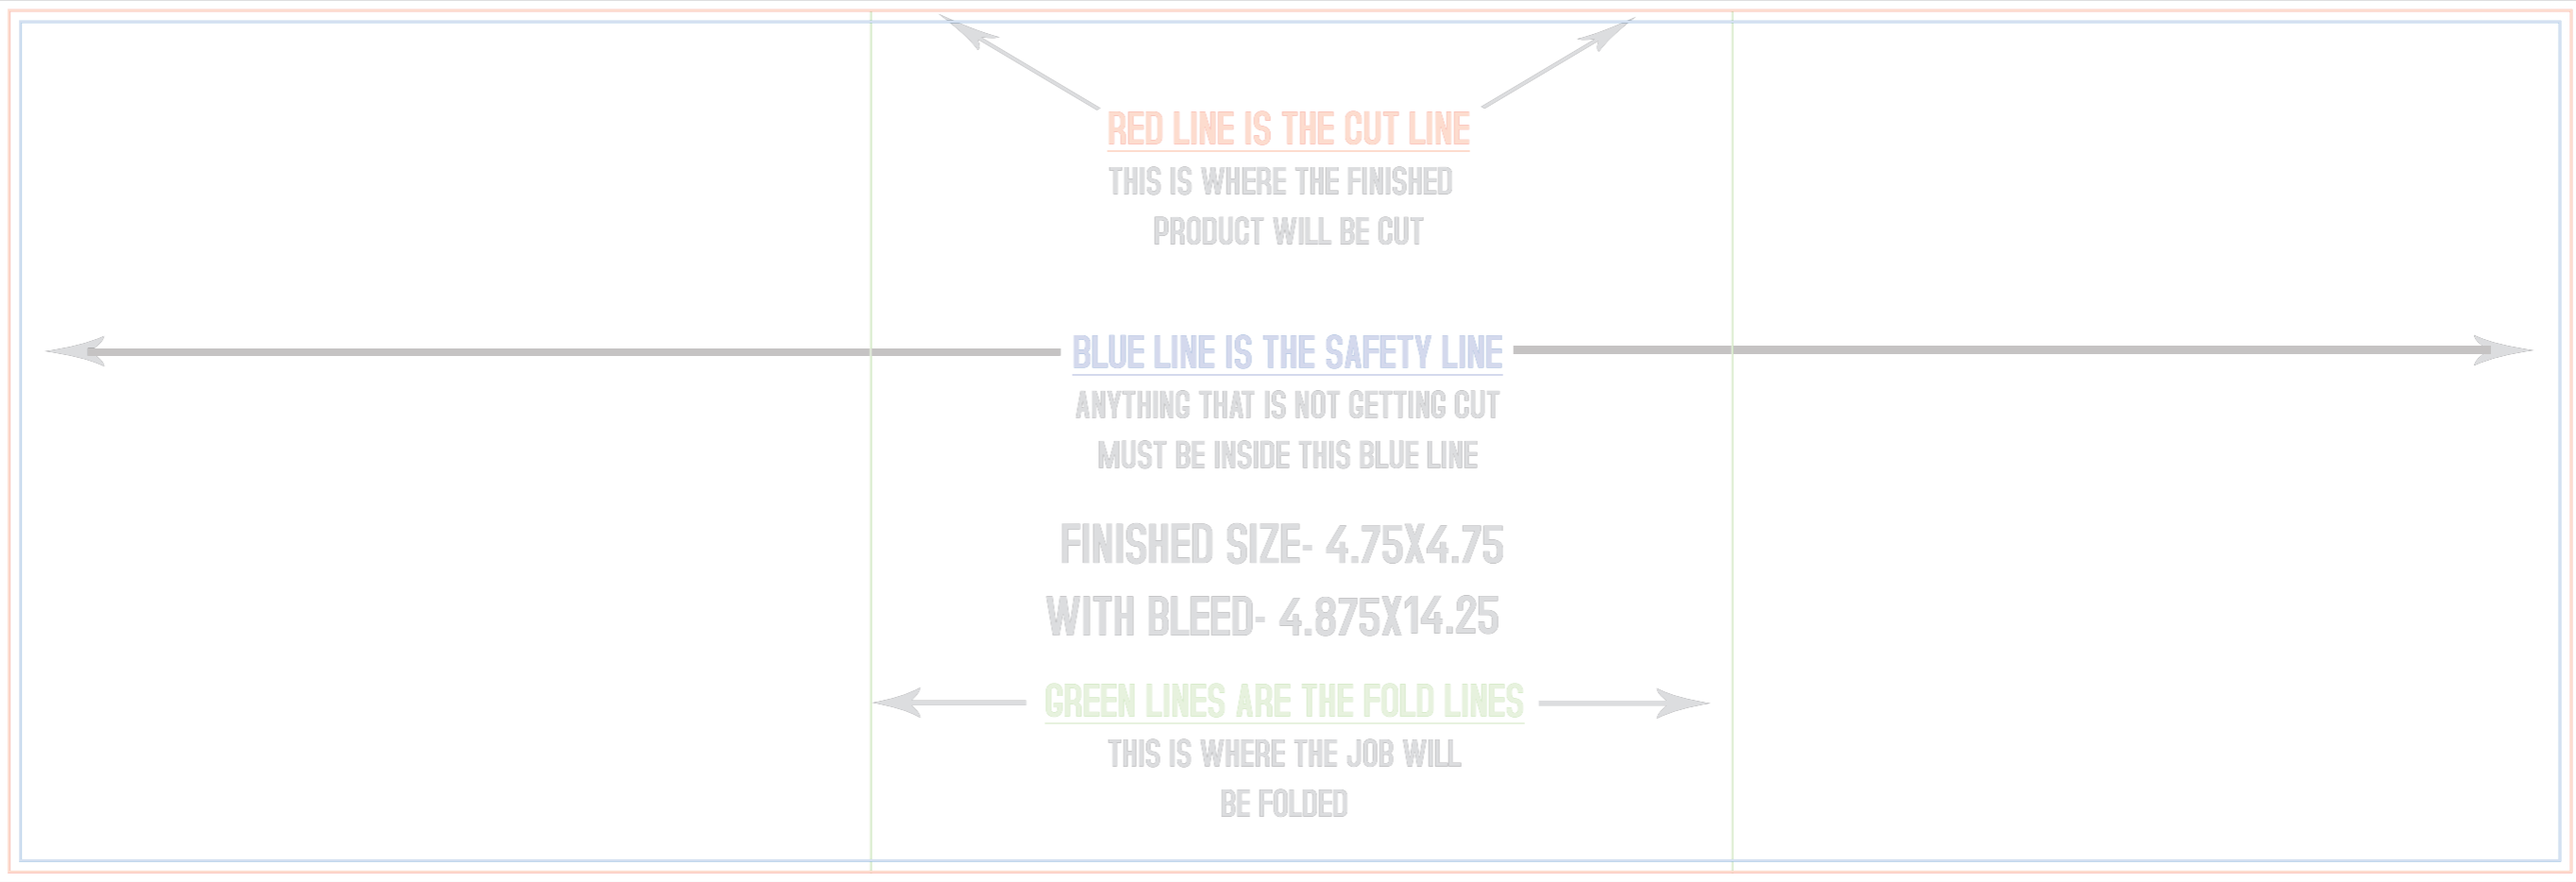 RED LINE IS THE CUT LINE
THIS IS WHERE THE FINISHED
PRODUCT WILL BE CUT
BLUE LINE IS THE SAFETY LINE
ANYTHING THAT IS NOT GETTING CUT
MUST BE INSIDE THIS BLUE LINE
FINISHED SIZE- 4.75X4.75
WITH BLEED- 4.875X14.25
GREEN LINES ARE THE FOLD LINES
THIS IS WHERE THE JOB WILL
BE FOLDED